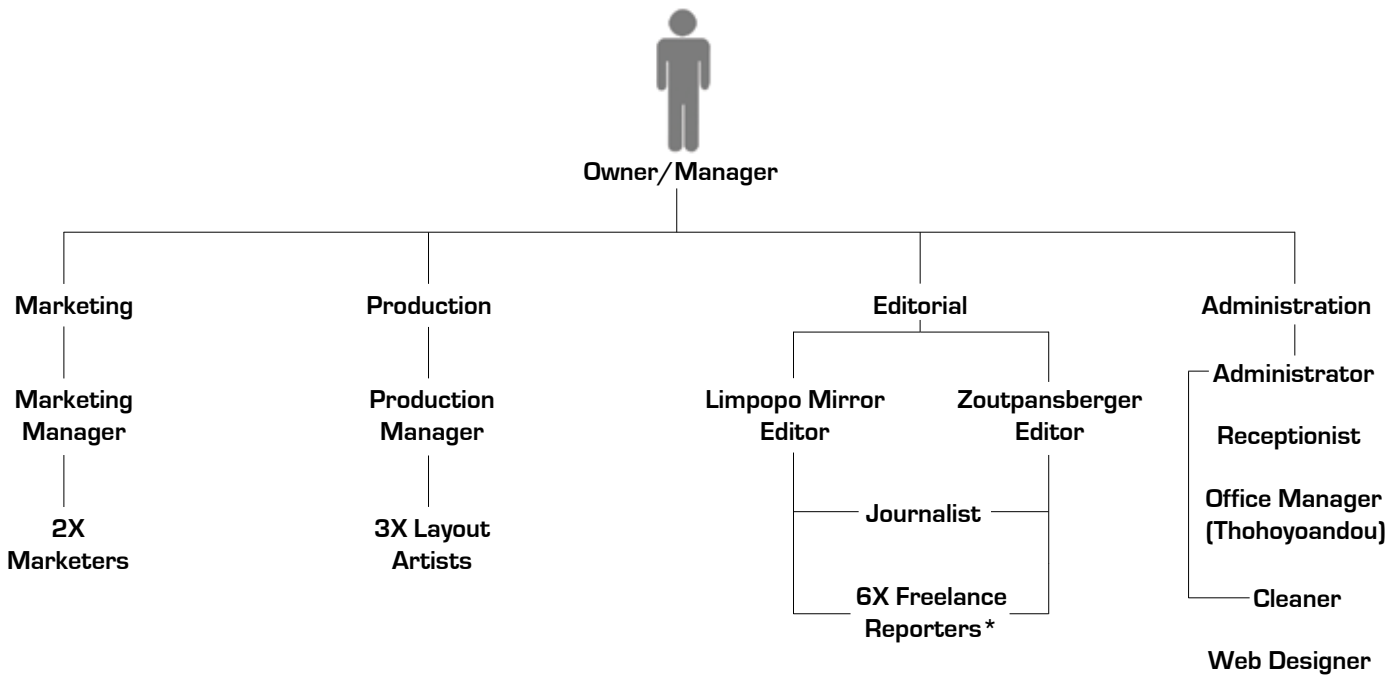 Owner/Manager
Marketing
Production
Editorial
Administration
Marketing
Manager
Production
Manager
Limpopo Mirror
Editor
Zoutpansberger
Editor
Administrator
Receptionist
Office Manager
(Thohoyoandou)
2X
Marketers
3X Layout
Artists
Journalist
6X Freelance
Reporters*
Cleaner
Web Designer